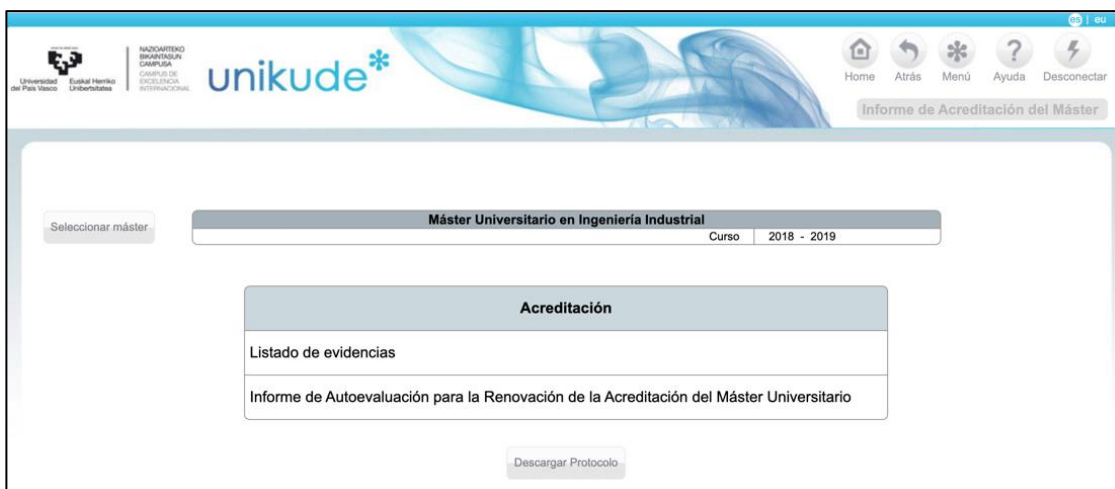 es | eu
Universidad del País Vasco
Euskal Herriko Unibertsitatea
NAZIOARTEKO
BIKAINTASUN
CAMPUSA
CAMPUS DE
EXCELENCIA
INTERNACIONAL
unikude*
Home Atrás Menú Ayuda Desconectar
Informe de Acreditación del Máster
Seleccionar máster
Máster Universitario en Ingeniería Industrial
Curso 2018 - 2019
Acreditación
Listado de evidencias
Informe de Autoevaluación para la Renovación de la Acreditación del Máster Universitario
Descargar Protocolo